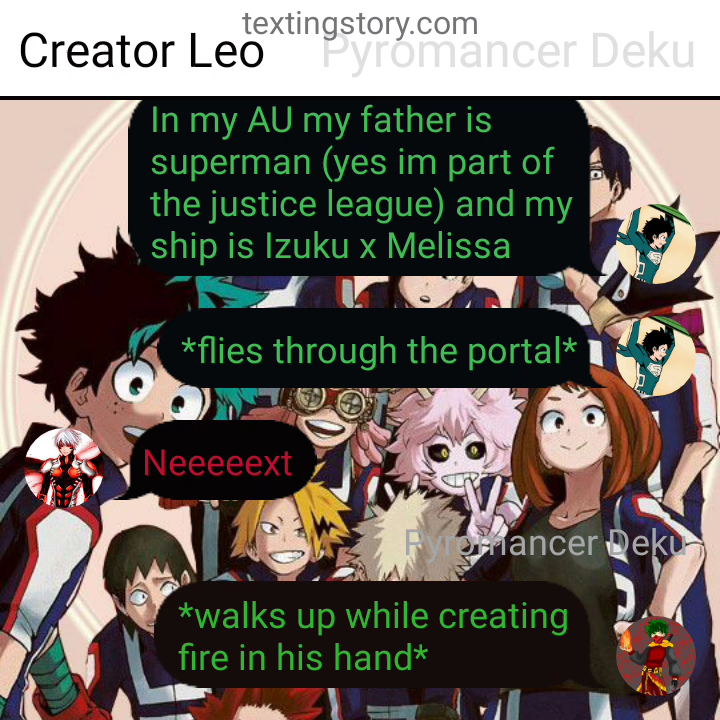 textingstory.com
Creator Leo Pyromancer Deku
In my AU my father is
superman (yes im part of
the justice league) and my
ship is Izuku x Melissa
*flies through the portal*
Neeeeext
Pyromancer Deku
*walks up while creating
fire in his hand*